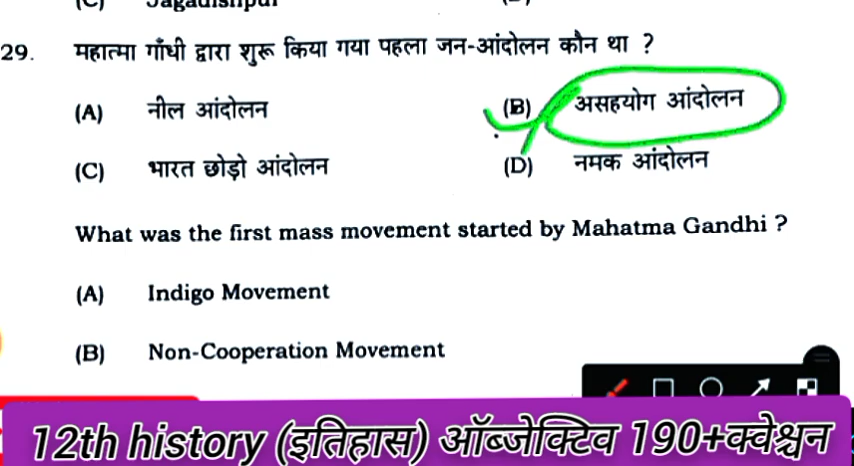 (C) Jagadishpur
29. महात्मा गाँधी द्वारा शुरू किया गया पहला जन-आंदोलन कौन था ?
(A) नील आंदोलन (B) असहयोग आंदोलन
(C) भारत छोड़ो आंदोलन (D) नमक आंदोलन
What was the first mass movement started by Mahatma Gandhi ?
(A) Indigo Movement
(B) Non-Cooperation Movement
12th history (इतिहास) ऑब्जेक्टिव 190+क्वेश्चन